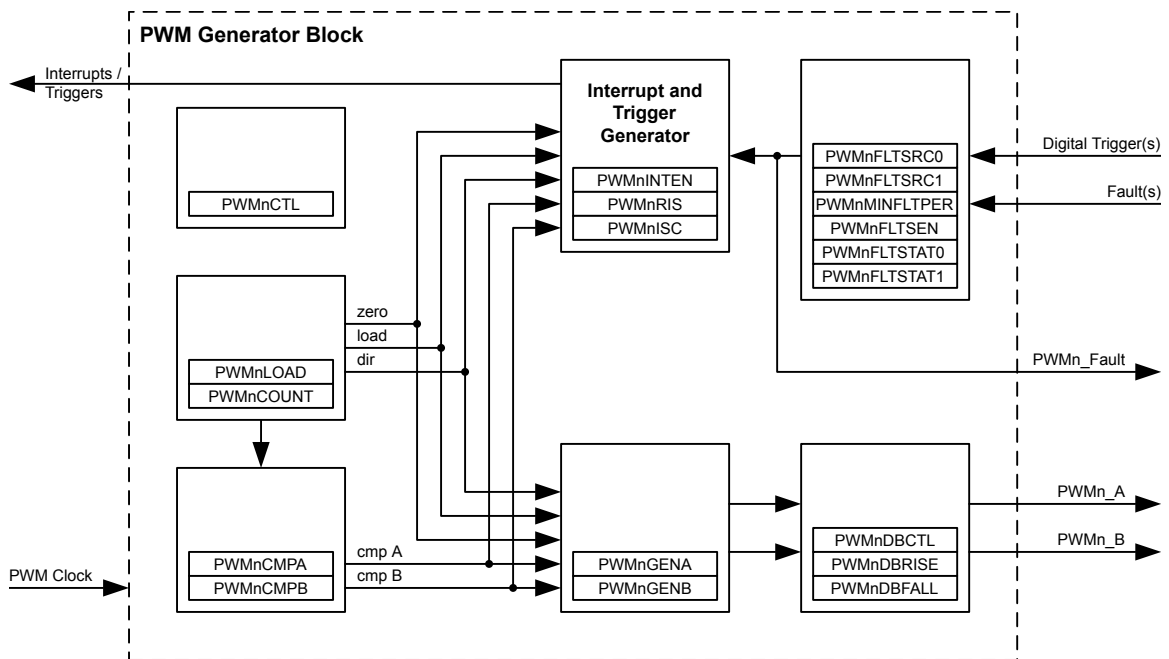 PWM Generator Block
Interrupts /
Triggers
Interrupt and
Trigger
Generator
PWMnCTL
PWMnINTEN
PWMnRIS
PWMnISC
PWMnFLTSRC0
PWMnFLTSRC1
PWMnMINFLTPER
PWMnFLTSEN
PWMnFLTSTAT0
PWMnFLTSTAT1
Digital Trigger(s)
Fault(s)
zero
load
dir
PWMnLOAD
PWMnCOUNT
PWMn_Fault
PWMnCMPA
PWMnCMPB
cmp A
cmp B
PWMnGENA
PWMnGENB
PWMnDBCTL
PWMnDBRISE
PWMnDBFALL
PWMn_A
PWMn_B
PWM Clock